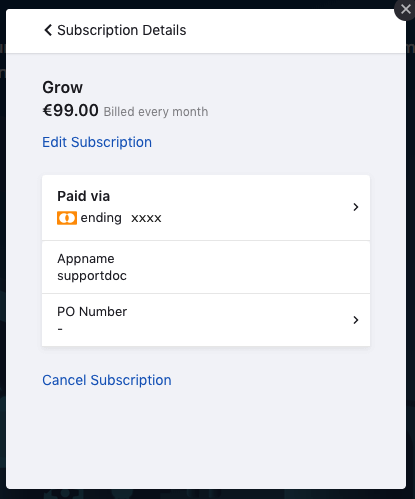 Subscription Details
Grow
€99.00 Billed every month
Edit Subscription
Paid via
ending xxxx
Appname
supportdoc
PO Number
-
Cancel Subscription